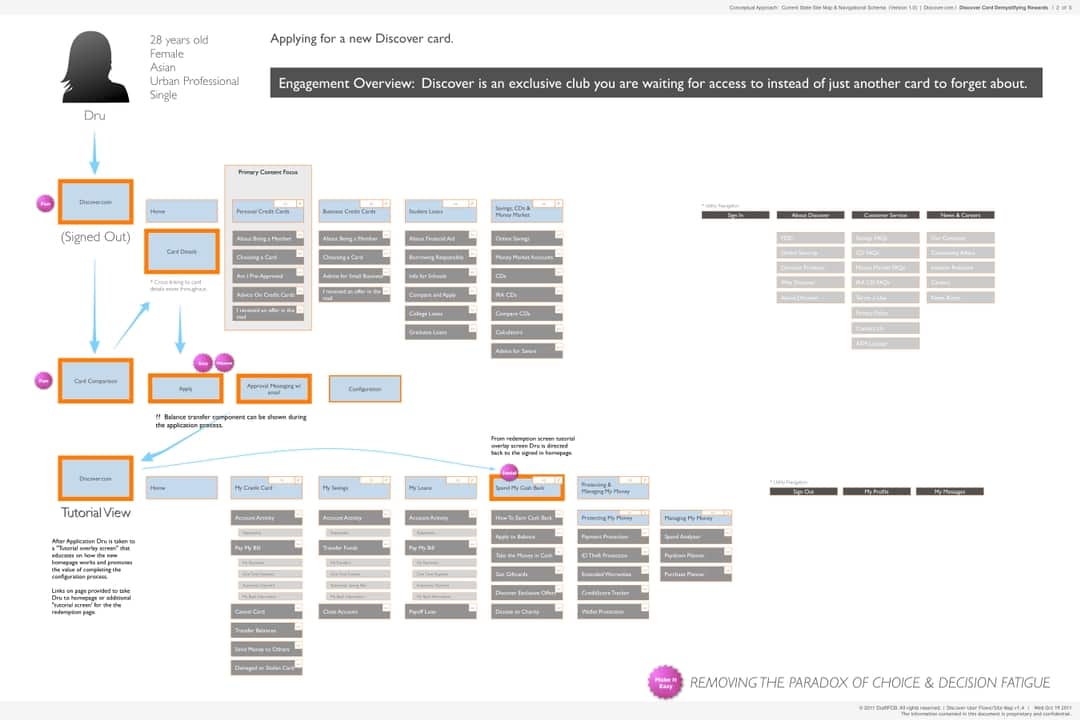 Conceptual Approach: Current State Site Map & Navigational Schema (Version 1.0) | Discover.com | Discover Card Demystifying Rewards | 2 of 5
28 years old
Female
Asian
Urban Professional
Single
Dru
Applying for a new Discover card.
Engagement Overview: Discover is an exclusive club you are waiting for access to instead of just another card to forget about.
Primary Content Focus
Discover.com
(Signed Out)
Home
Personal Credit Cards
Business Credit Cards
Student Loans
Savings, CDs &
Money Market
* Utility Navigation
Sign In
About Discover
Customer Service
News & Careers
Card Details
* Cross linking to card
details exists throughout.
About Being a Member
Choosing a Card
Am I Pre-Approved
Advice On Credit Cards
I received an offer in the
mail
About Being a Member
Choosing a Card
Advice for Small Business
I received an offer in the
mail
About Financial Aid
Borrowing Responsibly
Info for Schools
Compare and Apply
College Loans
Graduate Loans
Online Savings
Money Market Accounts
CDs
IRA CDs
Compare CDs
Calculators
Advice for Savers
Savings FAQs
CD FAQs
Money Market FAQs
IRA CD FAQs
Terms of Use
Privacy Policy
Contact Us
Careers
Card Comparison
Easy
Apply
Approval Messaging w/
email
Configuration
!! Balance transfer component can be shown during
the application process.
From redemption screen tutorial
overlay screen Dru is directed
back to the signed in homepage.
Discover.com
Tutorial View
After Application Dru is taken
to a "Tutorial overlay screen" that
educates on how the new
homepage works and promotes
the value of completing the
configuration process.
Links on page provided to take
Dru to homepage or additional
'tutorial screen' for the the
redemption page.
Home
My Credit Card
My Savings
My Loans
Spend My Cash Back
Protecting &
Managing My Money
* Utility Navigation
Sign Out
My Profile
My Messages
Account Activity
Pay My Bill
Cancel Card
Transfer Balances
Send Money to Others
Damaged or Stolen Card
Account Activity
Transfer Funds
Close Account
Account Activity
Pay My Bill
Payoff Loan
How To Earn Cash Back
Apply to Balance
Take the Money in Cash
Get Giftcards
Discover Exclusive Offers
Donate to Charity
Protecting My Money
Payment Protection
ID Theft Protection
Extended Warranties
CreditScore Tracker
Wallet Protection
Managing My Money
Spend Analyzer
Paydown Planner
Purchase Planner
Make It
Easy
REMOVING THE PARADOX OF CHOICE & DECISION FATIGUE
© 2011 DraftFCB. All rights reserved. | Discover User Flows/Site Map v1.4 | Wed Oct 19 2011
The information contained in this document is proprietary and confidential.